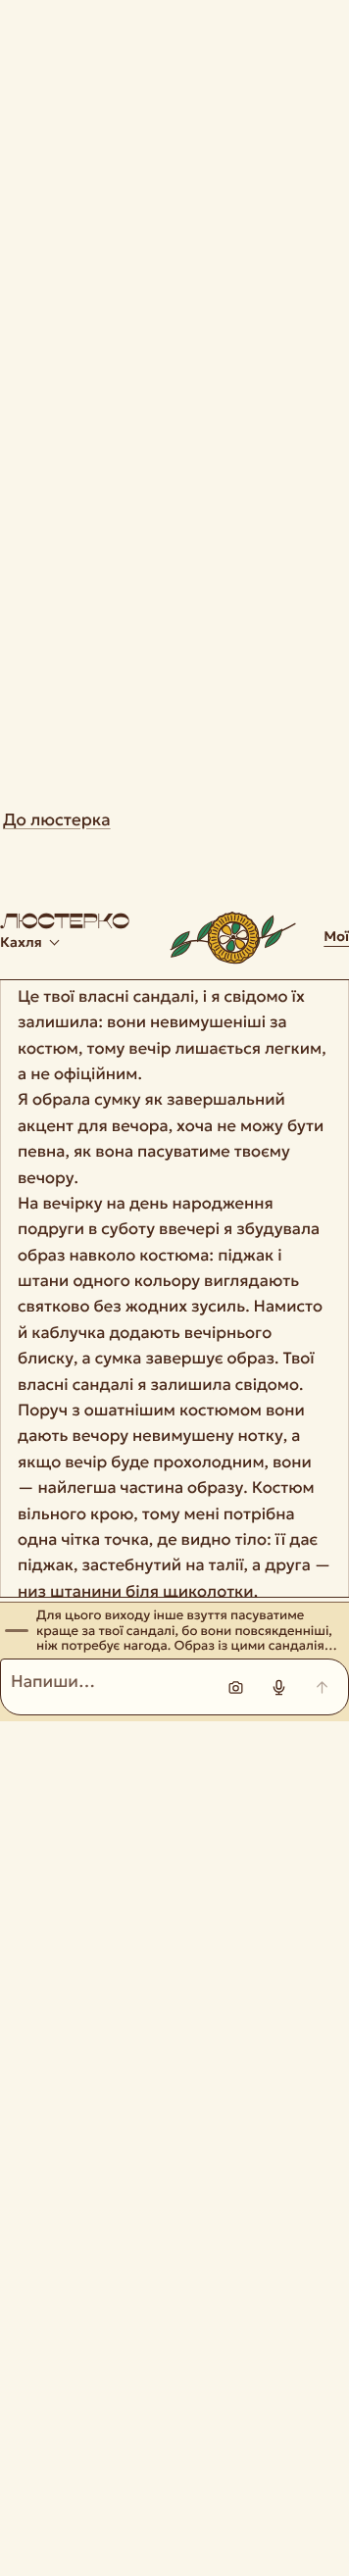 До люстерка
ЛЮСТЕРКО
Кахля
Мої
Це твої власні сандалі, і я свідомо їх
залишила: вони невимушеніші за
костюм, тому вечір лишається легким,
а не офіційним.
Я обрала сумку як завершальний
акцент для вечора, хоча не можу бути
певна, як вона пасуватиме твоєму
вечору.
На вечірку на день народження
подруги в суботу ввечері я збудувала
образ навколо костюма: піджак і
штани одного кольору виглядають
святково без жодних зусиль. Намисто
й каблучка додають вечірнього
блиску, а сумка завершує образ. Твої
власні сандалі я залишила свідомо.
Поруч з ошатнішим костюмом вони
дають вечору невимушену нотку, а
якщо вечір буде прохолодним, вони
— найлегша частина образу. Костюм
вільного крою, тому мені потрібна
одна чітка точка, де видно тіло: її дає
піджак, застебнутий на талії, а друга —
низ штанини біля щиколотки.
Для цього виходу інше взуття пасуватиме
краще за твої сандалі, бо вони повсякденніші,
ніж потребує нагода. Образ із цими сандалія…
Напиши…